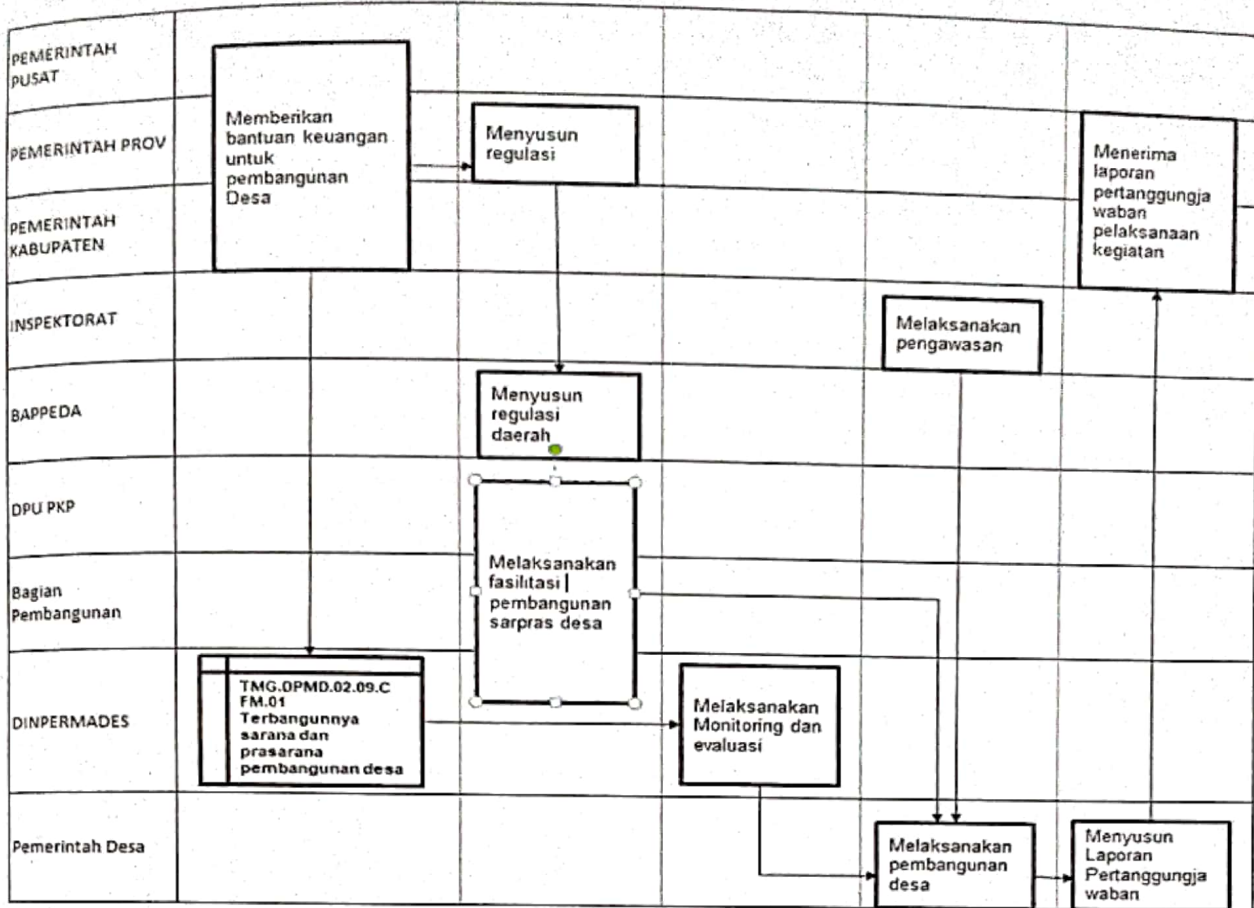 PEMERINTAH
PUSAT
PEMERINTAH PROV
PEMERINTAH
KABUPATEN
INSPEKTORAT
BAPPEDA
DPU PKP
Bagian
Pembangunan
DINPERMADES
Pemerintah Desa
Memberikan
bantuan keuangan
untuk
pembangunan
Desa
TMG.DPMD.02.09.C
FM.01
Terbangunnya
sarana dan
prasarana
pembangunan desa
Menyusun
regulasi
Menyusun
regulasi
daerah
Melaksanakan
fasilitasi
pembangunan
sarpras desa
Melaksanakan
Monitoring dan
evaluasi
Melaksanakan
pengawasan
Melaksanakan
pembangunan
desa
Menerima
laporan
pertanggungja
waban
pelaksanaan
kegiatan
Menyusun
Laporan
Pertanggungja
waban